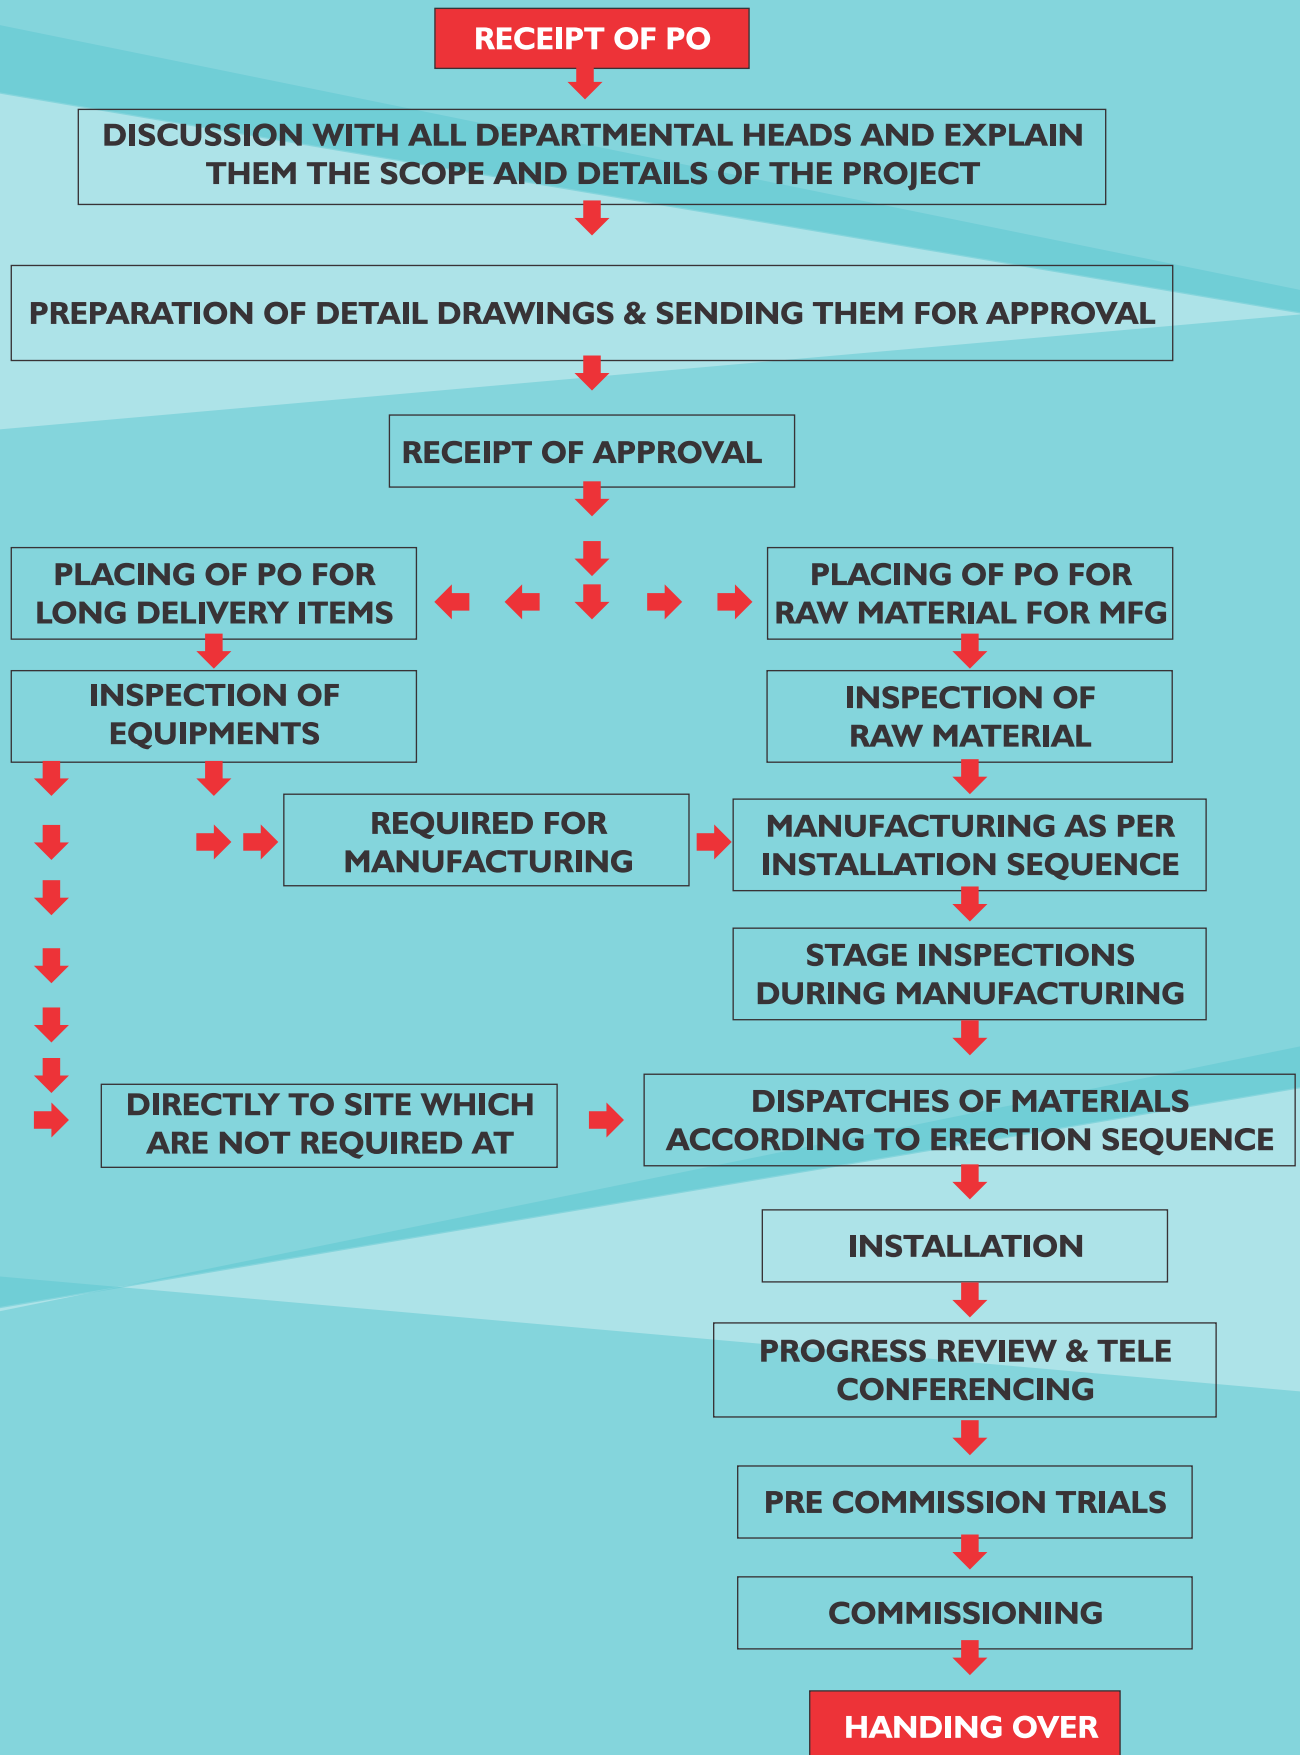 RECEIPT OF PO
DISCUSSION WITH ALL DEPARTMENTAL HEADS AND EXPLAIN
THEM THE SCOPE AND DETAILS OF THE PROJECT
PREPARATION OF DETAIL DRAWINGS & SENDING THEM FOR APPROVAL
RECEIPT OF APPROVAL
PLACING OF PO FOR
LONG DELIVERY ITEMS
PLACING OF PO FOR
RAW MATERIAL FOR MFG
INSPECTION OF
EQUIPMENTS
INSPECTION OF
RAW MATERIAL
REQUIRED FOR
MANUFACTURING
MANUFACTURING AS PER
INSTALLATION SEQUENCE
STAGE INSPECTIONS
DURING MANUFACTURING
DIRECTLY TO SITE WHICH
ARE NOT REQUIRED AT
DISPATCHES OF MATERIALS
ACCORDING TO ERECTION SEQUENCE
INSTALLATION
PROGRESS REVIEW & TELE
CONFERENCING
PRE COMMISSION TRIALS
COMMISSIONING
HANDING OVER